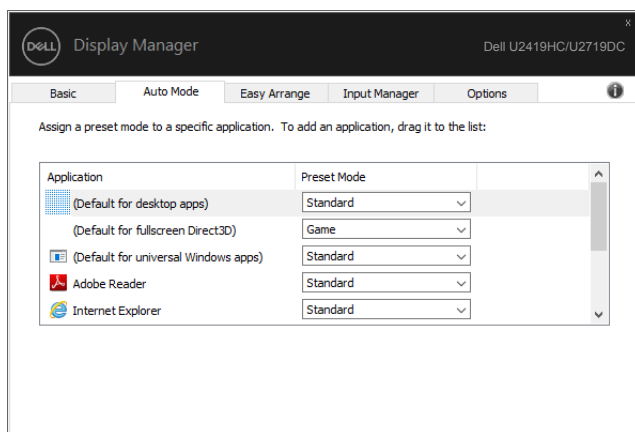 x
DELL Display Manager Dell U2419HC/U2719DC
Basic Auto Mode Easy Arrange Input Manager Options
Assign a preset mode to a specific application. To add an application, drag it to the list:
Application Preset Mode
(Default for desktop apps) Standard
(Default for fullscreen Direct3D) Game
(Default for universal Windows apps) Standard
Adobe Reader Standard
Internet Explorer Standard